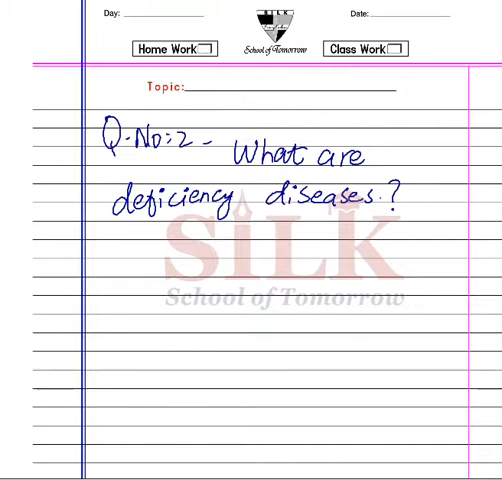 Day:
Date:
SILK
Home Work
School of Tomorrow
Class Work
Topic:
Q.No:2- What are
deficiency diseases.?
SiLK
School of Tomorrow